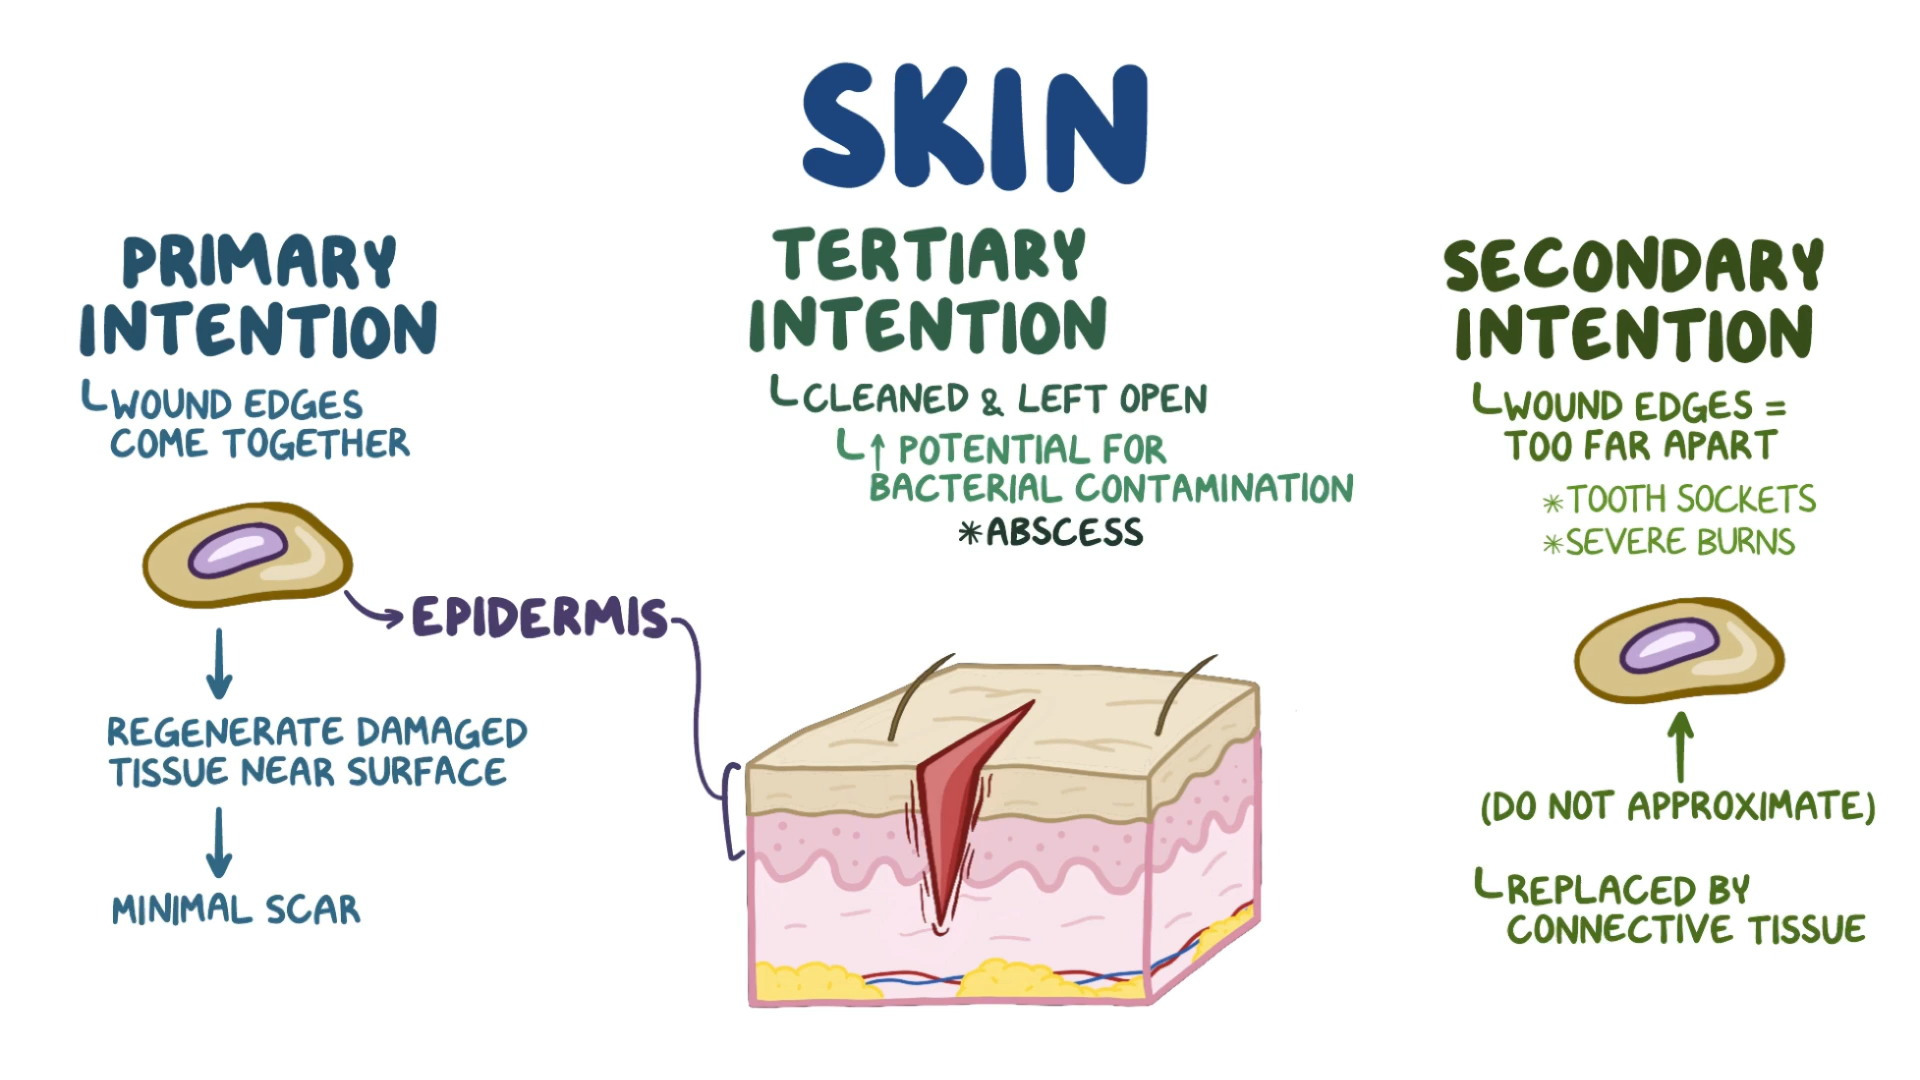 SKIN
PRIMARY
INTENTION
WOUND EDGES
COME TOGETHER
EPIDERMIS
REGENERATE DAMAGED
TISSUE NEAR SURFACE
MINIMAL SCAR
TERTIARY
INTENTION
CLEANED & LEFT OPEN
↑ POTENTIAL FOR
BACTERIAL CONTAMINATION
*ABSCESS
SECONDARY
INTENTION
WOUND EDGES =
TOO FAR APART
*TOOTH SOCKETS
*SEVERE BURNS
(DO NOT APPROXIMATE)
REPLACED BY
CONNECTIVE TISSUE